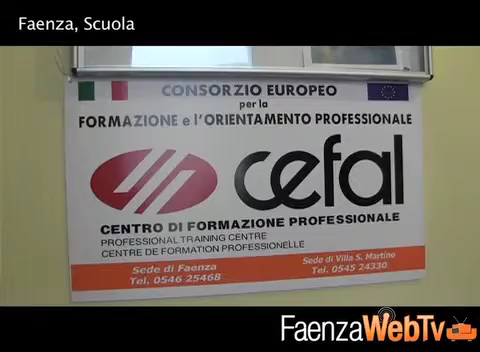 Faenza, Scuola
CONSORZIO EUROPEO
per la
FORMAZIONE e l'ORIENTAMENTO PROFESSIONALE
cefal
CENTRO DI FORMAZIONE PROFESSIONALE
PROFESSIONAL TRAINING CENTRE
CENTRE DE FORMATION PROFESSIONELLE
Sede di Faenza
Tel. 0546 25468
Sede di Villa S. Martino
Tel. 0545 24330
FaenzaWebTv